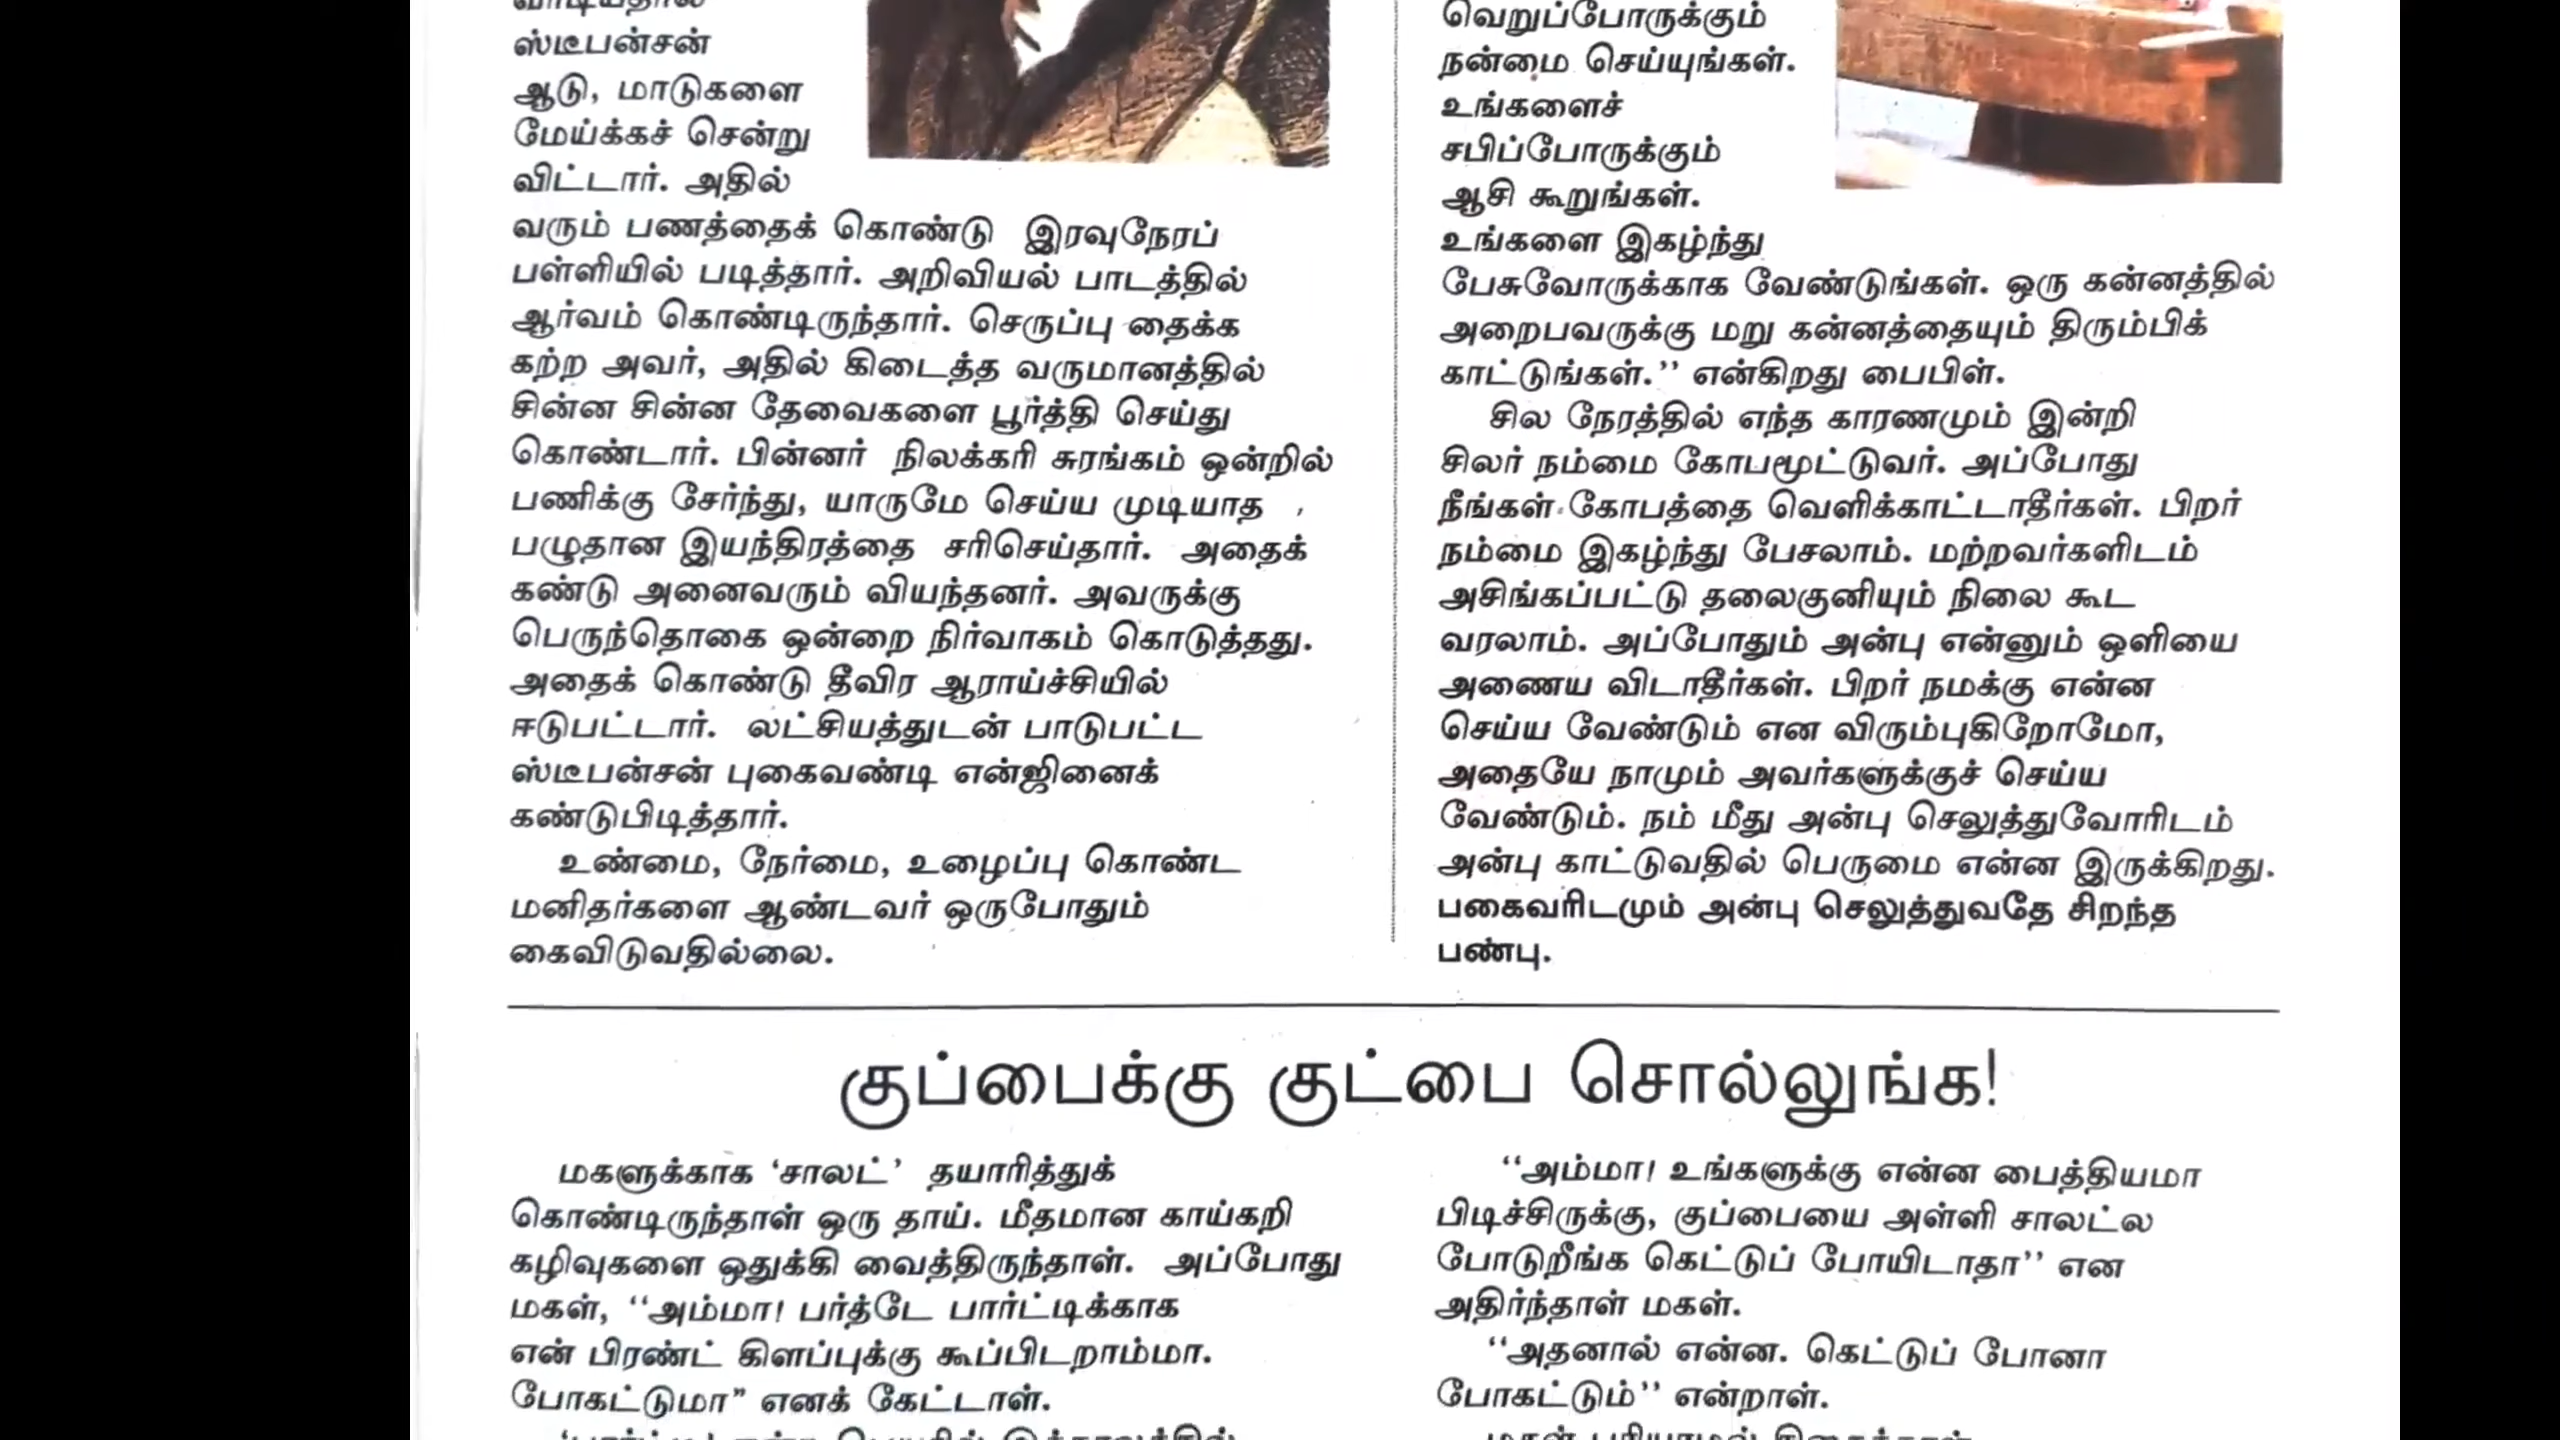 ஸ்டீபன்சன்
ஆடு, மாடுகளை
மேய்க்கச் சென்று
விட்டார். அதில்
வரும் பணத்தைக் கொண்டு இரவுநேரப்
பள்ளியில் படித்தார். அறிவியல் பாடத்தில்
ஆர்வம் கொண்டிருந்தார். செருப்பு தைக்க
கற்ற அவர், அதில் கிடைத்த வருமானத்தில்
சின்ன சின்ன தேவைகளை பூர்த்தி செய்து
கொண்டார். பின்னர் நிலக்கரி சுரங்கம் ஒன்றில்
பணிக்கு சேர்ந்து, யாருமே செய்ய முடியாத
பழுதான இயந்திரத்தை சரிசெய்தார். அதைக்
கண்டு அனைவரும் வியந்தனர். அவருக்கு
பெருந்தொகை ஒன்றை நிர்வாகம் கொடுத்தது.
அதைக் கொண்டு தீவிர ஆராய்ச்சியில்
ஈடுபட்டார். லட்சியத்துடன் பாடுபட்ட
ஸ்டீபன்சன் புகைவண்டி என்ஜினைக்
கண்டுபிடித்தார்.
உண்மை, நேர்மை, உழைப்பு கொண்ட
மனிதர்களை ஆண்டவர் ஒருபோதும்
கைவிடுவதில்லை.
வெறுப்போருக்கும்
நன்மை செய்யுங்கள்.
உங்களைச்
சபிப்போருக்கும்
ஆசி கூறுங்கள்.
உங்களை இகழ்ந்து
பேசுவோருக்காக வேண்டுங்கள். ஒரு கன்னத்தில்
அறைபவருக்கு மறு கன்னத்தையும் திரும்பிக்
காட்டுங்கள்.’’ என்கிறது பைபிள்.
சில நேரத்தில் எந்த காரணமும் இன்றி
சிலர் நம்மை கோபமூட்டுவர். அப்போது
நீங்கள் கோபத்தை வெளிக்காட்டாதீர்கள். பிறர்
நம்மை இகழ்ந்து பேசலாம். மற்றவர்களிடம்
அசிங்கப்பட்டு தலைகுனியும் நிலை கூட
வரலாம். அப்போதும் அன்பு என்னும் ஒளியை
அணைய விடாதீர்கள். பிறர் நமக்கு என்ன
செய்ய வேண்டும் என விரும்புகிறோமோ,
அதையே நாமும் அவர்களுக்குச் செய்ய
வேண்டும். நம் மீது அன்பு செலுத்துவோரிடம்
அன்பு காட்டுவதில் பெருமை என்ன இருக்கிறது.
பகைவரிடமும் அன்பு செலுத்துவதே சிறந்த
பண்பு.
குப்பைக்கு குட்பை சொல்லுங்க!
மகளுக்காக ‘சாலட்’ தயாரித்துக்
கொண்டிருந்தாள் ஒரு தாய். மீதமான காய்கறி
கழிவுகளை ஒதுக்கி வைத்திருந்தாள். அப்போது
மகள், ‘‘அம்மா! பர்த்டே பார்ட்டிக்காக
என் பிரண்ட் கிளப்புக்கு கூப்பிடறாம்மா.
போகட்டுமா” எனக் கேட்டாள்.
‘‘அம்மா! உங்களுக்கு என்ன பைத்தியமா
பிடிச்சிருக்கு, குப்பையை அள்ளி சாலட்ல
போடுறீங்க கெட்டுப் போயிடாதா’’ என
அதிர்ந்தாள் மகள்.
‘‘அதனால் என்ன. கெட்டுப் போனா
போகட்டும்’’ என்றாள்.